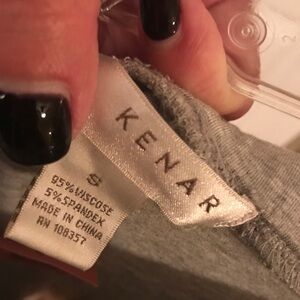 KENAR
S
95% VISCOSE
5% SPANDEX
MADE IN CHINA
RN 108357